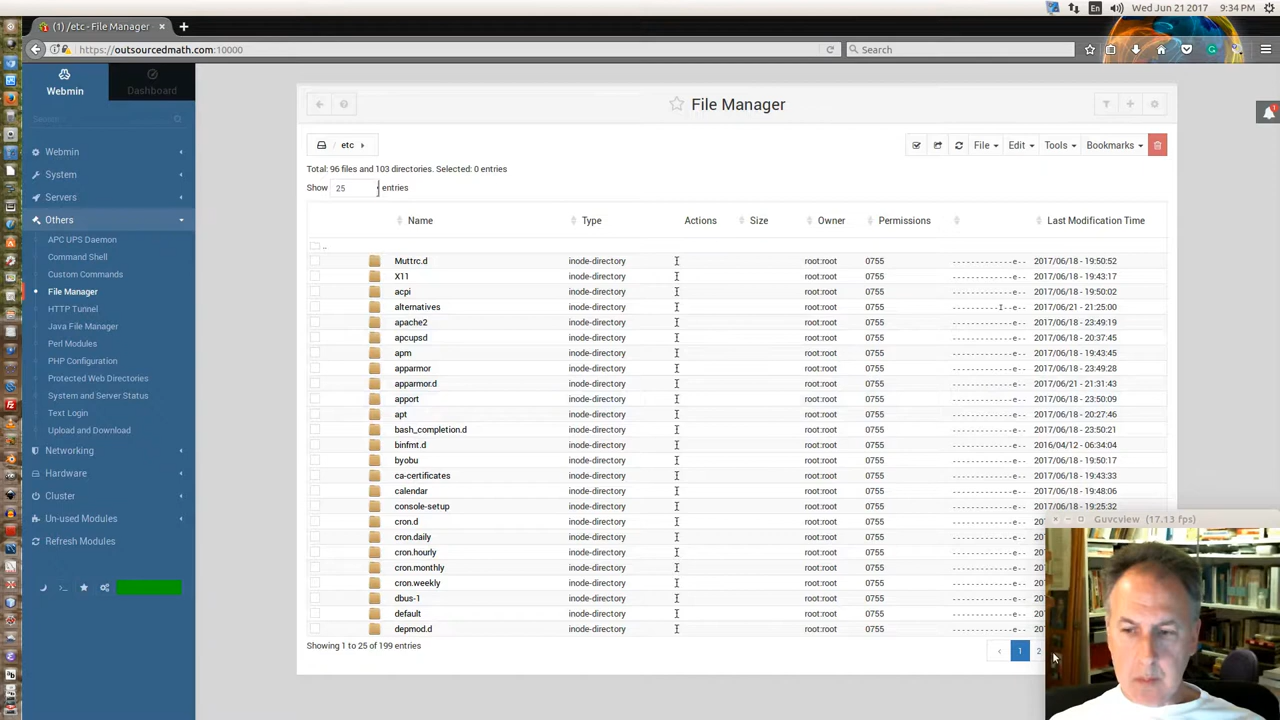 En Wed Jun 21 2017 9:34 PM
(1) /etc - File Manager
https://outsourcedmath.com:10000
Search
Webmin
Dashboard
Webmin
System
Servers
Others
APC UPS Daemon
Command Shell
Custom Commands
File Manager
HTTP Tunnel
Java File Manager
Perl Modules
PHP Configuration
Protected Web Directories
System and Server Status
Text Login
Upload and Download
Networking
Hardware
Cluster
Un-used Modules
Refresh Modules
File Manager
/ etc
File Edit Tools Bookmarks
Total: 96 files and 103 directories. Selected: 0 entries
Show 25 entries
Name Type Actions Size Owner Permissions Last Modification Time
..
Muttrc.d inode-directory root:root 0755 -------------e-- 2017/06/18 - 19:50:52
X11 inode-directory root:root 0755 -------------e-- 2017/06/18 - 19:43:17
acpi inode-directory root:root 0755 -------------e-- 2017/06/18 - 19:50:02
alternatives inode-directory root:root 0755 ----------I--e-- 2017/06/21 - 21:25:00
apache2 inode-directory root:root 0755 -------------e-- 2017/06/18 - 23:49:19
apcupsd inode-directory root:root 0755 -------------e-- 2017/06/18 - 20:37:45
apm inode-directory root:root 0755 -------------e-- 2017/06/18 - 19:43:45
apparmor inode-directory root:root 0755 -------------e-- 2017/06/18 - 23:49:28
apparmor.d inode-directory root:root 0755 -------------e-- 2017/06/21 - 21:31:43
apport inode-directory root:root 0755 -------------e-- 2017/06/18 - 23:50:09
apt inode-directory root:root 0755 -------------e-- 2017/06/18 - 20:27:46
bash_completion.d inode-directory root:root 0755 -------------e-- 2017/06/18 - 23:50:21
binfmt.d inode-directory root:root 0755 -------------e-- 2016/04/12 - 06:34:04
byobu inode-directory root:root 0755 -------------e-- 2017/06/18 - 19:50:17
ca-certificates inode-directory root:root 0755 -------------e-- 2017/06/18 - 19:43:33
calendar inode-directory root:root 0755 -------------e-- 2017/06/18 - 19:48:06
console-setup inode-directory root:root 0755 -------------e-- 2017/06/18 - 19:25:32
cron.d inode-directory root:root 0755 -------------e-- 20
cron.daily inode-directory root:root 0755 -------------e-- 20
cron.hourly inode-directory root:root 0755 -------------e-- 20
cron.monthly inode-directory root:root 0755 -------------e-- 20
cron.weekly inode-directory root:root 0755 -------------e-- 20
dbus-1 inode-directory root:root 0755 -------------e-- 20
default inode-directory root:root 0755 -------------e-- 20
depmod.d inode-directory root:root 0755 -------------e-- 20
Showing 1 to 25 of 199 entries
< 1 2
Guvcview (17.13 fps)